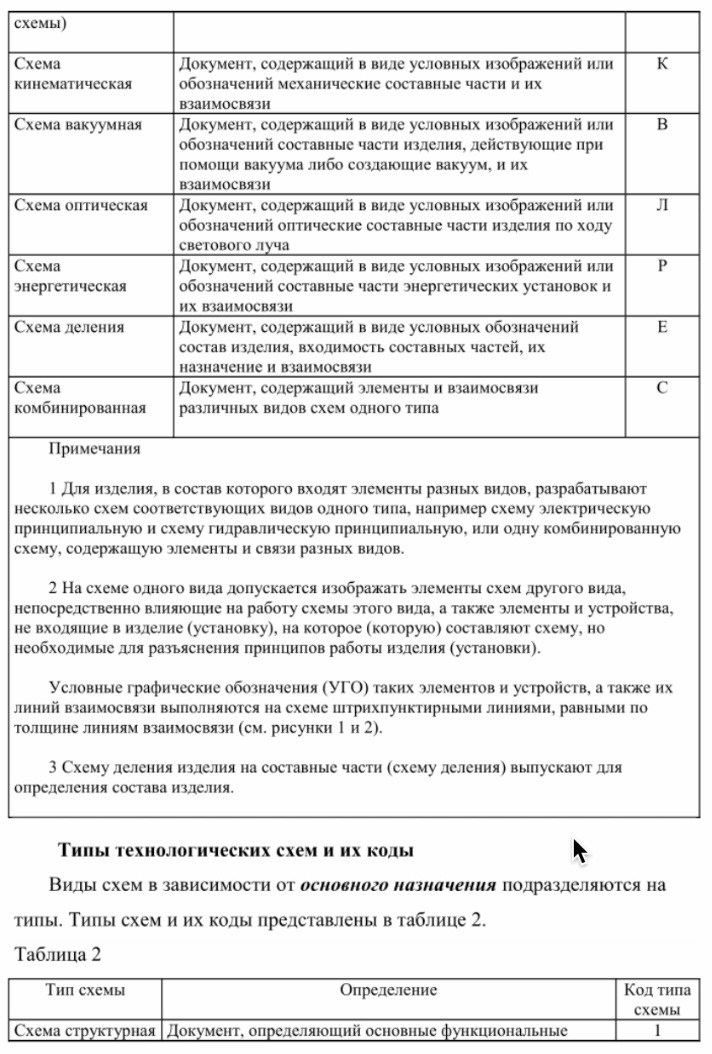 схемы)
Схема кинематическая
Документ, содержащий в виде условных изображений или
обозначений механические составные части и их
взаимосвязи
К
Схема вакуумная
Документ, содержащий в виде условных изображений или
обозначений составные части изделия, действующие при
помощи вакуума либо создающие вакуум, и их
взаимосвязи
В
Схема оптическая
Документ, содержащий в виде условных изображений или
обозначений оптические составные части изделия по ходу
светового луча
Л
Схема
энергетическая
Документ, содержащий в виде условных изображений или
обозначений составные части энергетических установок и
их взаимосвязи
Р
Схема деления
Документ, содержащий в виде условных обозначений
состав изделия, входимость составных частей, их
назначение и взаимосвязи
Е
Схема
комбинированная
Документ, содержащий элементы и взаимосвязи
различных видов схем одного типа
С
Примечания
1 Для изделия, в состав которого входят элементы разных видов, разрабатывают
несколько схем соответствующих видов одного типа, например схему электрическую
принципиальную и схему гидравлическую принципиальную, или одну комбинированную
схему, содержащую элементы и связи разных видов.
2 На схеме одного вида допускается изображать элементы схем другого вида,
непосредственно влияющие на работу схемы этого вида, а также элементы и устройства,
не входящие в изделие (установку), на которое (которую) составляют схему, но
необходимые для разъяснения принципов работы изделия (установки).
Условные графические обозначения (УГО) таких элементов и устройств, а также их
линий взаимосвязи выполняются на схеме штрихпунктирными линиями, равными по
толщине линиям взаимосвязи (см. рисунки 1 и 2).
3 Схему деления изделия на составные части (схему деления) выпускают для
определения состава изделия.
Типы технологических схем и их коды
Виды схем в зависимости от основного назначения подразделяются на
типы. Типы схем и их коды представлены в таблице 2.
Таблица 2
Тип схемы
Определение
Код типа
схемы
Схема структурная
Документ, определяющий основные функциональные
1